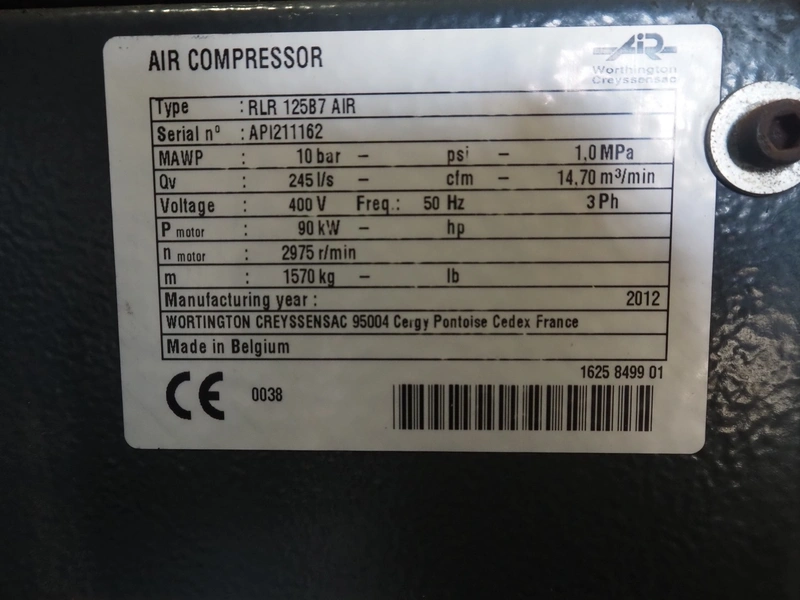 AIR COMPRESSOR
AIR
Worthington
Creyssensac
Type : RLR 125B7 AIR
Serial nº : API211162
MAWP : 10 bar – psi – 1,0 MPa
Qv : 245 l/s – cfm – 14,70 m³/min
Voltage : 400 V Freq.: 50 Hz 3 Ph
P motor : 90 kW – hp
n motor : 2975 r/min
m : 1570 kg – lb
Manufacturing year : 2012
WORTINGTON CREYSSENSAC 95004 Cergy Pontoise Cedex France
Made in Belgium
1625 8499 01
CE 0038